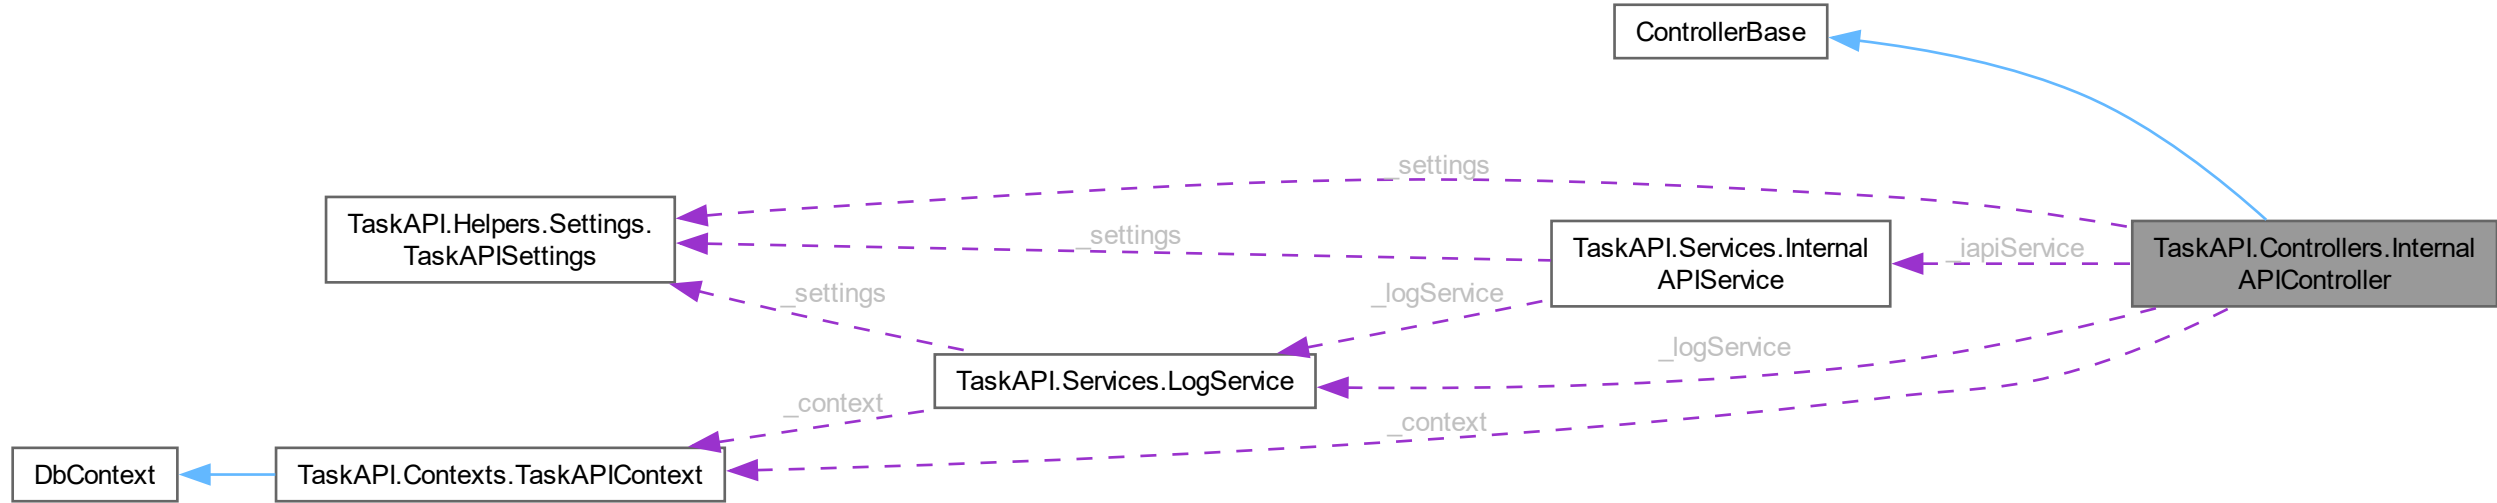 ControllerBase
_settings
TaskAPI.Helpers.Settings.
TaskAPISettings
_settings
TaskAPI.Services.Internal
APIService
_iapiService
TaskAPI.Controllers.Internal
APIController
_settings
_logService
_logService
TaskAPI.Services.LogService
_context
_context
DbContext
TaskAPI.Contexts.TaskAPIContext